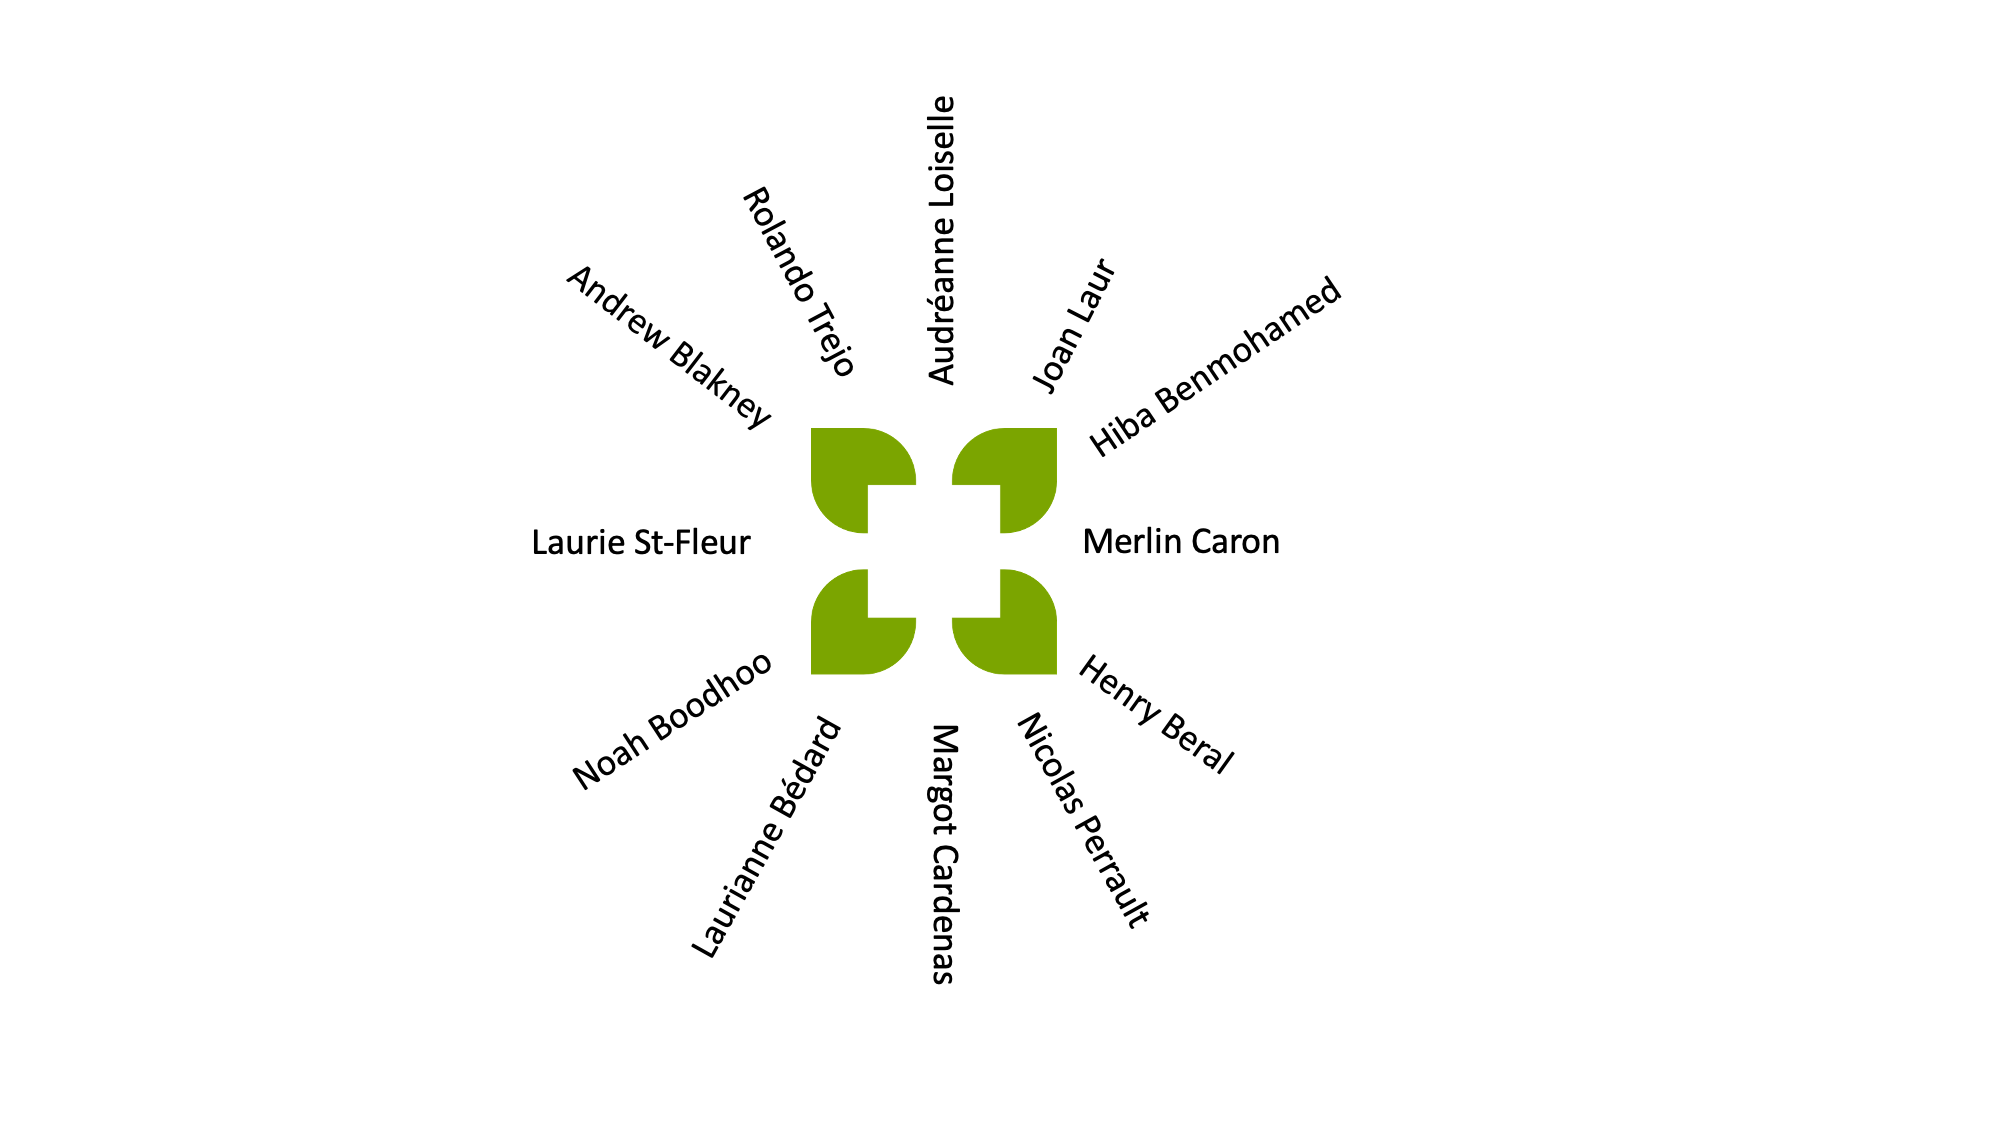 Audréanne Loiselle
Joan Laur
Hiba Benmohamed
Merlin Caron
Henry Beral
Nicolas Perrault
Margot Cardenas
Laurianne Bédard
Noah Boodhoo
Laurie St-Fleur
Andrew Blakney
Rolando Trejo